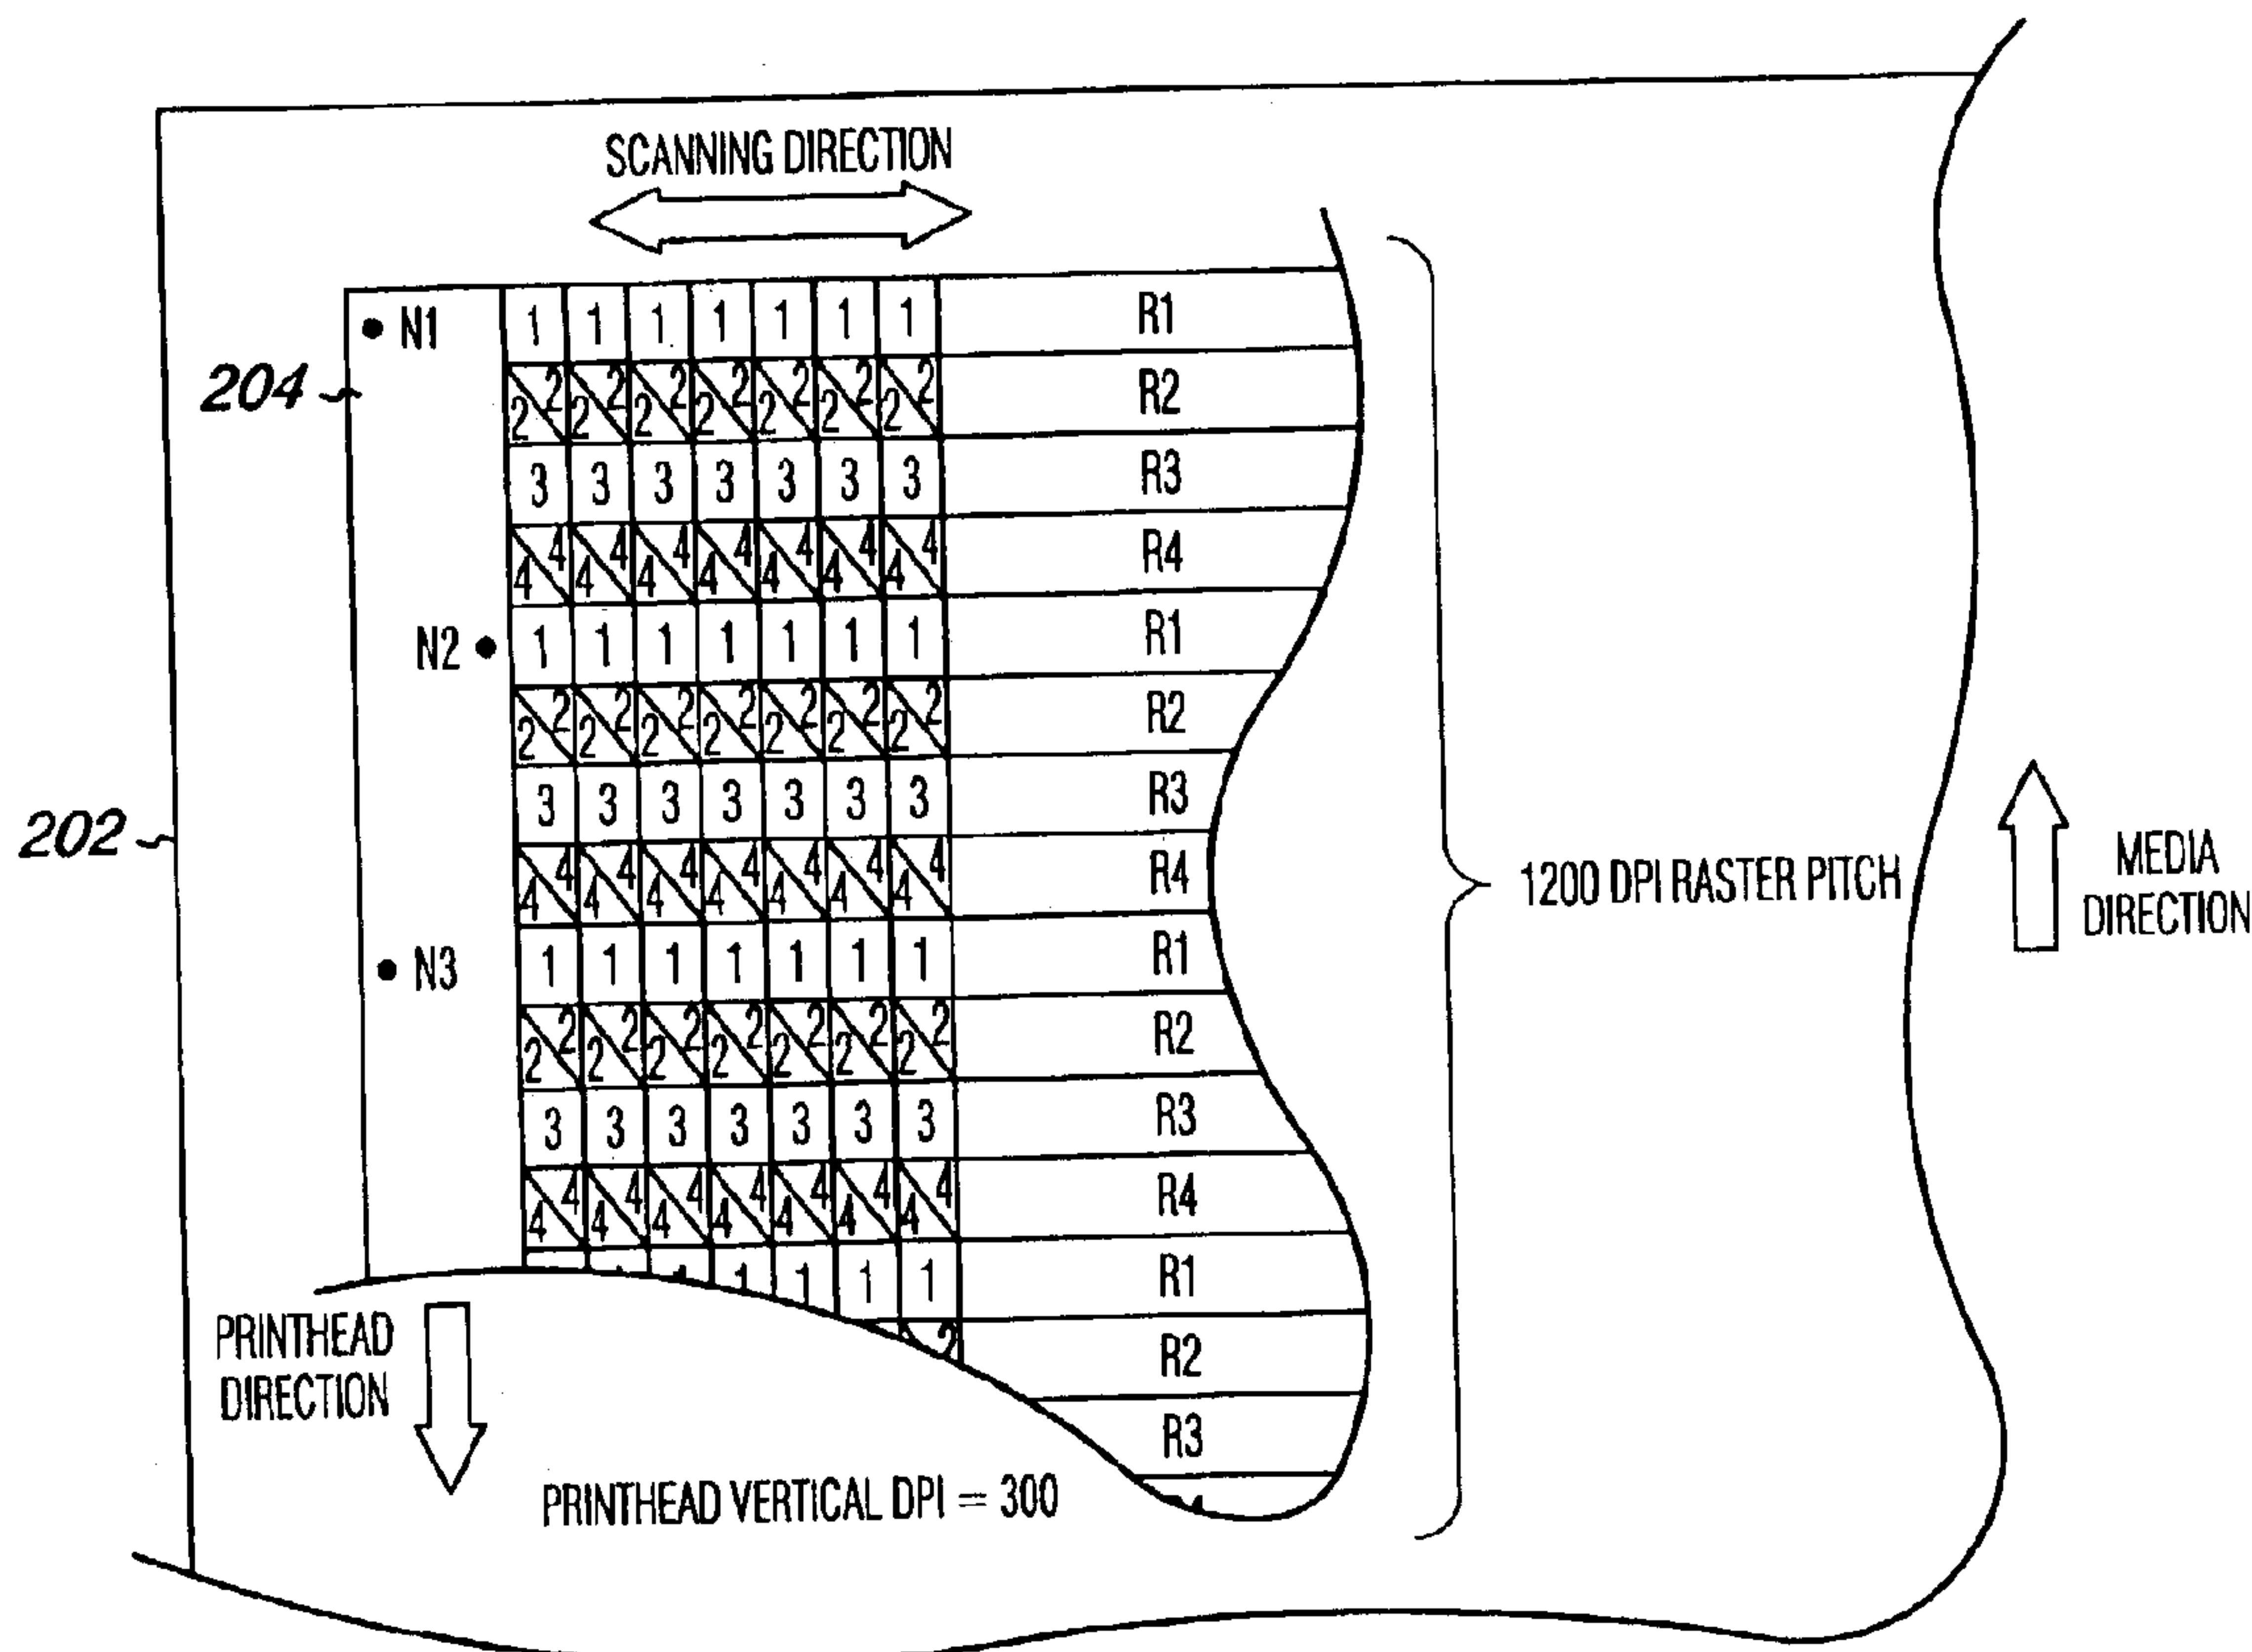 SCANNING DIRECTION
N1 1 1 1 1 1 1 1 R1
204
2 2 2 2 2 2 2 R2
2 2 2 2 2 2 2
3 3 3 3 3 3 3 R3
4 4 4 4 4 4 4 R4
4 4 4 4 4 4 4
N2 1 1 1 1 1 1 1 R1
2 2 2 2 2 2 2 R2
2 2 2 2 2 2 2
3 3 3 3 3 3 3 R3
202
4 4 4 4 4 4 4 R4
4 4 4 4 4 4 4
1200 DPI RASTER PITCH
MEDIA
DIRECTION
N3 1 1 1 1 1 1 1 R1
2 2 2 2 2 2 2 R2
2 2 2 2 2 2 2
3 3 3 3 3 3 3 R3
4 4 4 4 4 4 4 R4
4 4 4 4 4 4 4
1 1 1 1 R1
2 R2
R3
PRINTHEAD
DIRECTION
PRINTHEAD VERTICAL DPI = 300